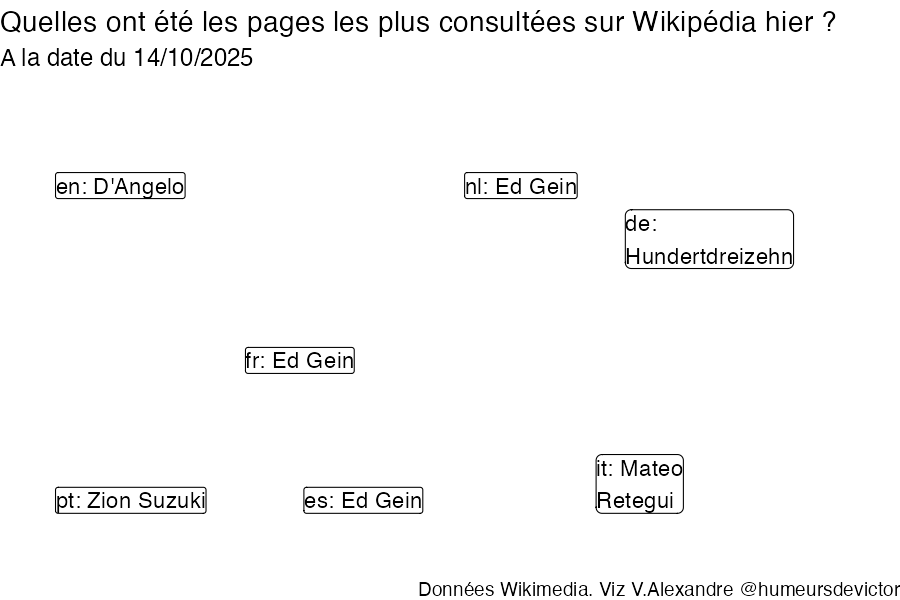 Quelles ont été les pages les plus consultées sur Wikipédia hier ?
A la date du 14/10/2025
en: D'Angelo
nl: Ed Gein
de:
Hundertdreizehn
fr: Ed Gein
it: Mateo
Retegui
pt: Zion Suzuki
es: Ed Gein
Données Wikimedia. Viz V.Alexandre @humeursdevictor